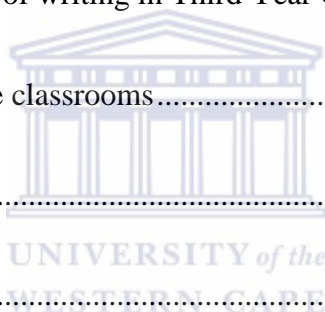 of writing in Third Year
e classrooms..........................
..............................................
UNIVERSITY of the
WESTERN CAPE
..............................................